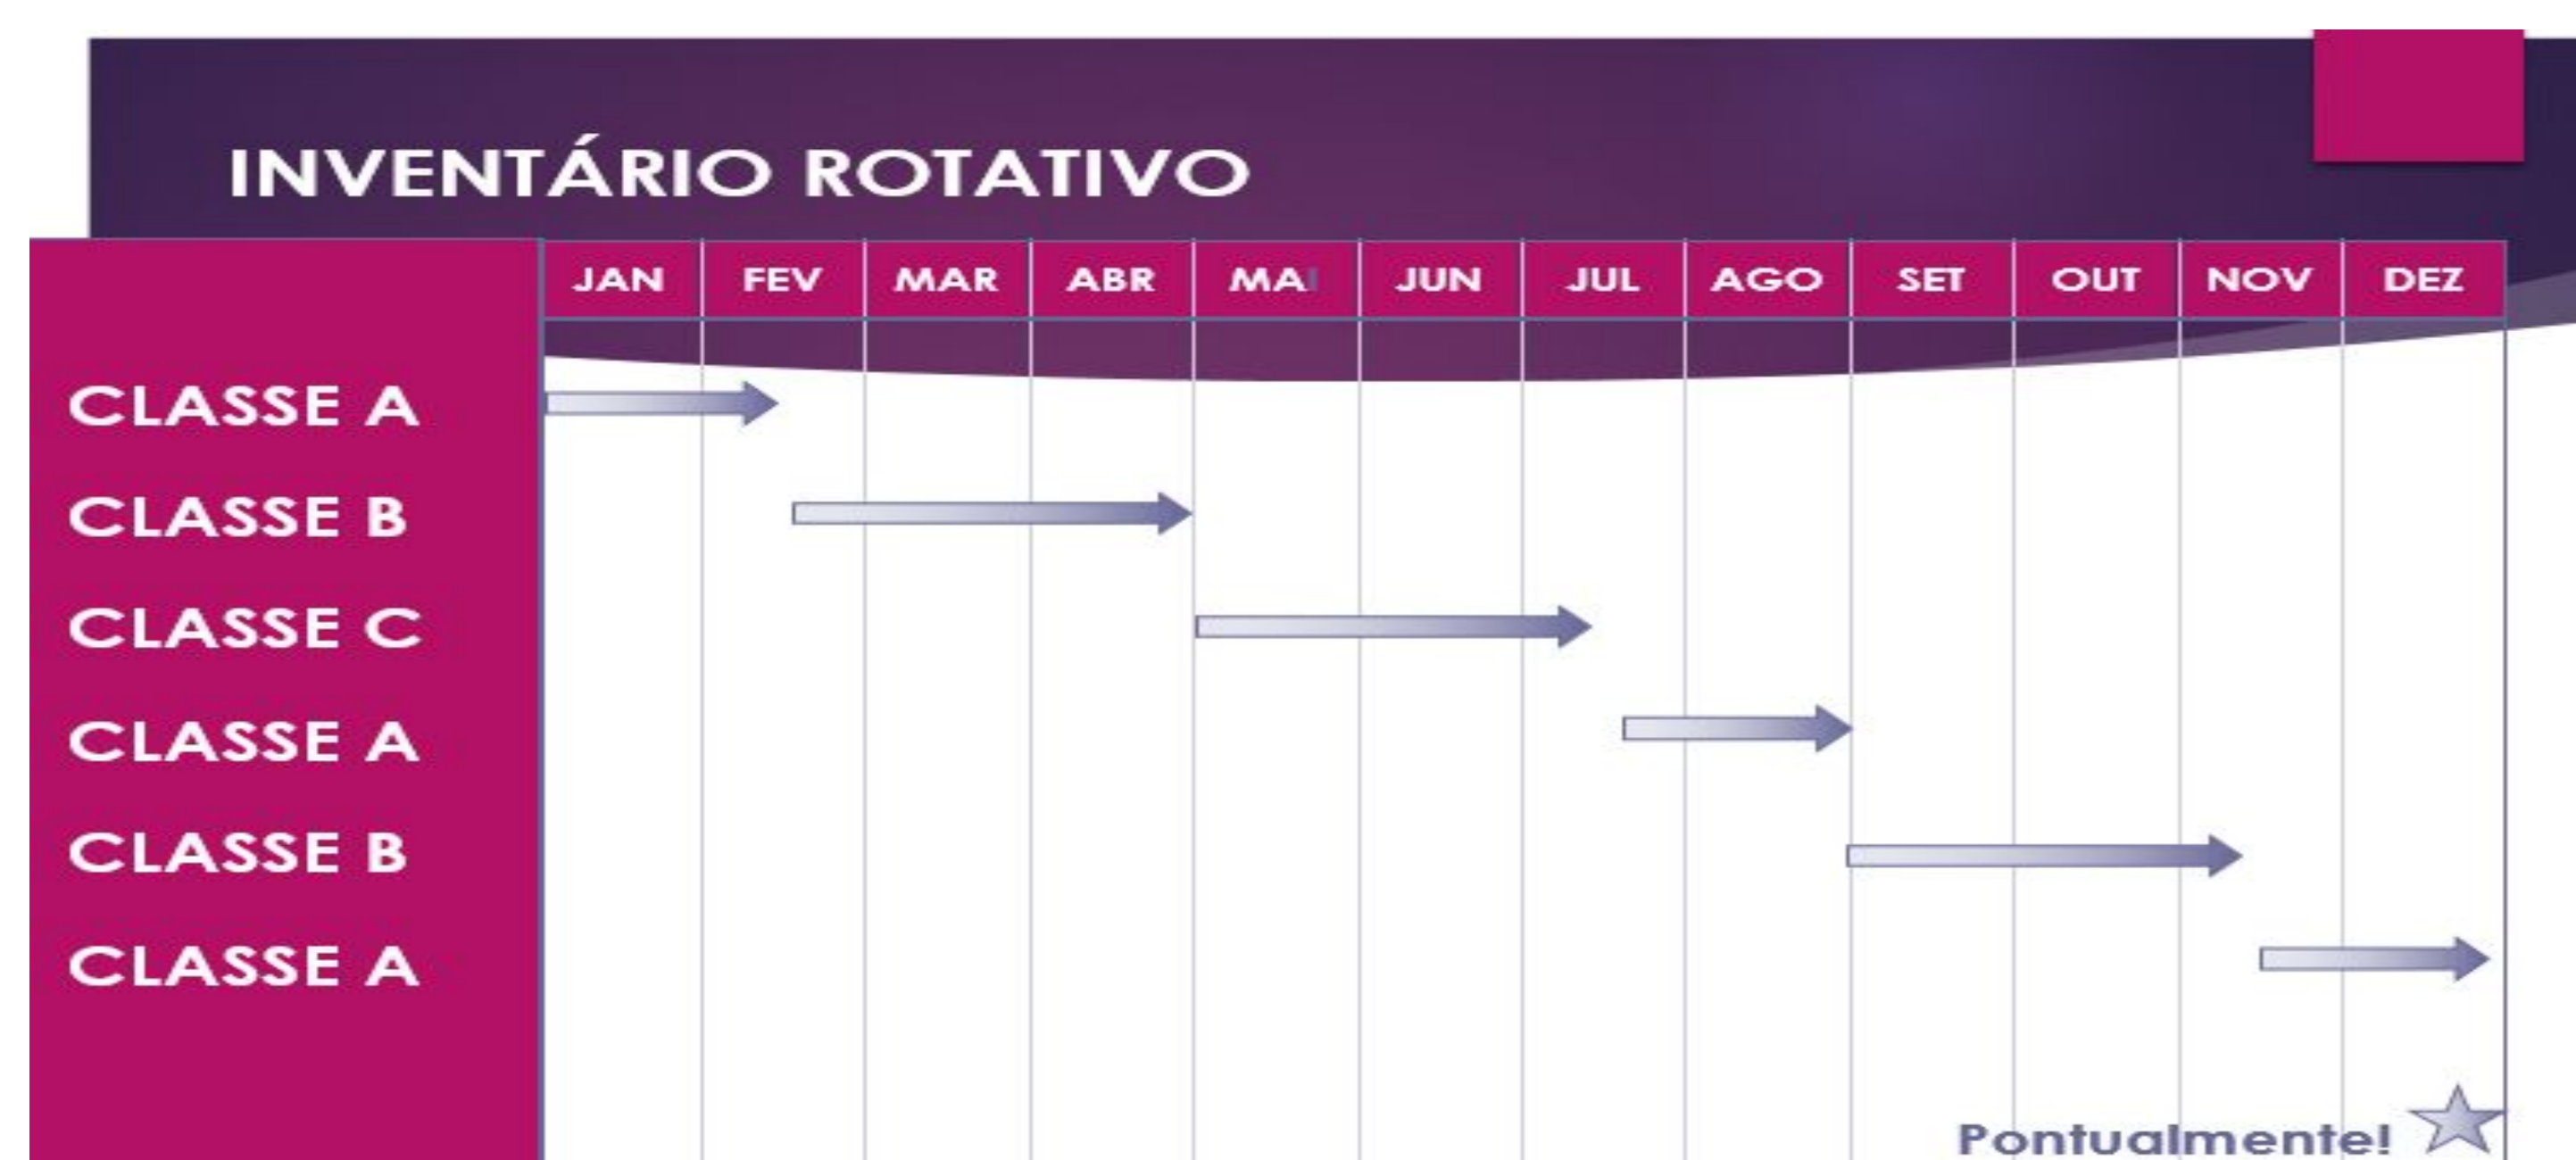 INVENTÁRIO ROTATIVO
JAN FEV MAR ABR MAI JUN JUL AGO SET OUT NOV DEZ
CLASSE A
CLASSE B
CLASSE C
CLASSE A
CLASSE B
CLASSE A
Pontualmente!